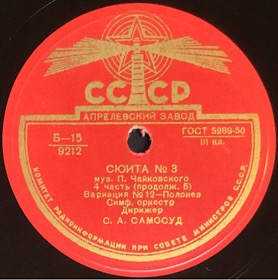 СССР
АПРЕЛЕВСКИЙ ЗАВОД
Б—15
9212
ГОСТ 5289-50
III кл.
СЮИТА № 3
муз. П. Чайковского
4 часть (продолж. 6)
Вариация № 12—Полонез
Симф. оркестр
Дирижер
С. А. САМОСУД
КОМИТЕТ РАДИОИНФОРМАЦИИ ПРИ СОВЕТЕ МИНИСТРОВ СССР.